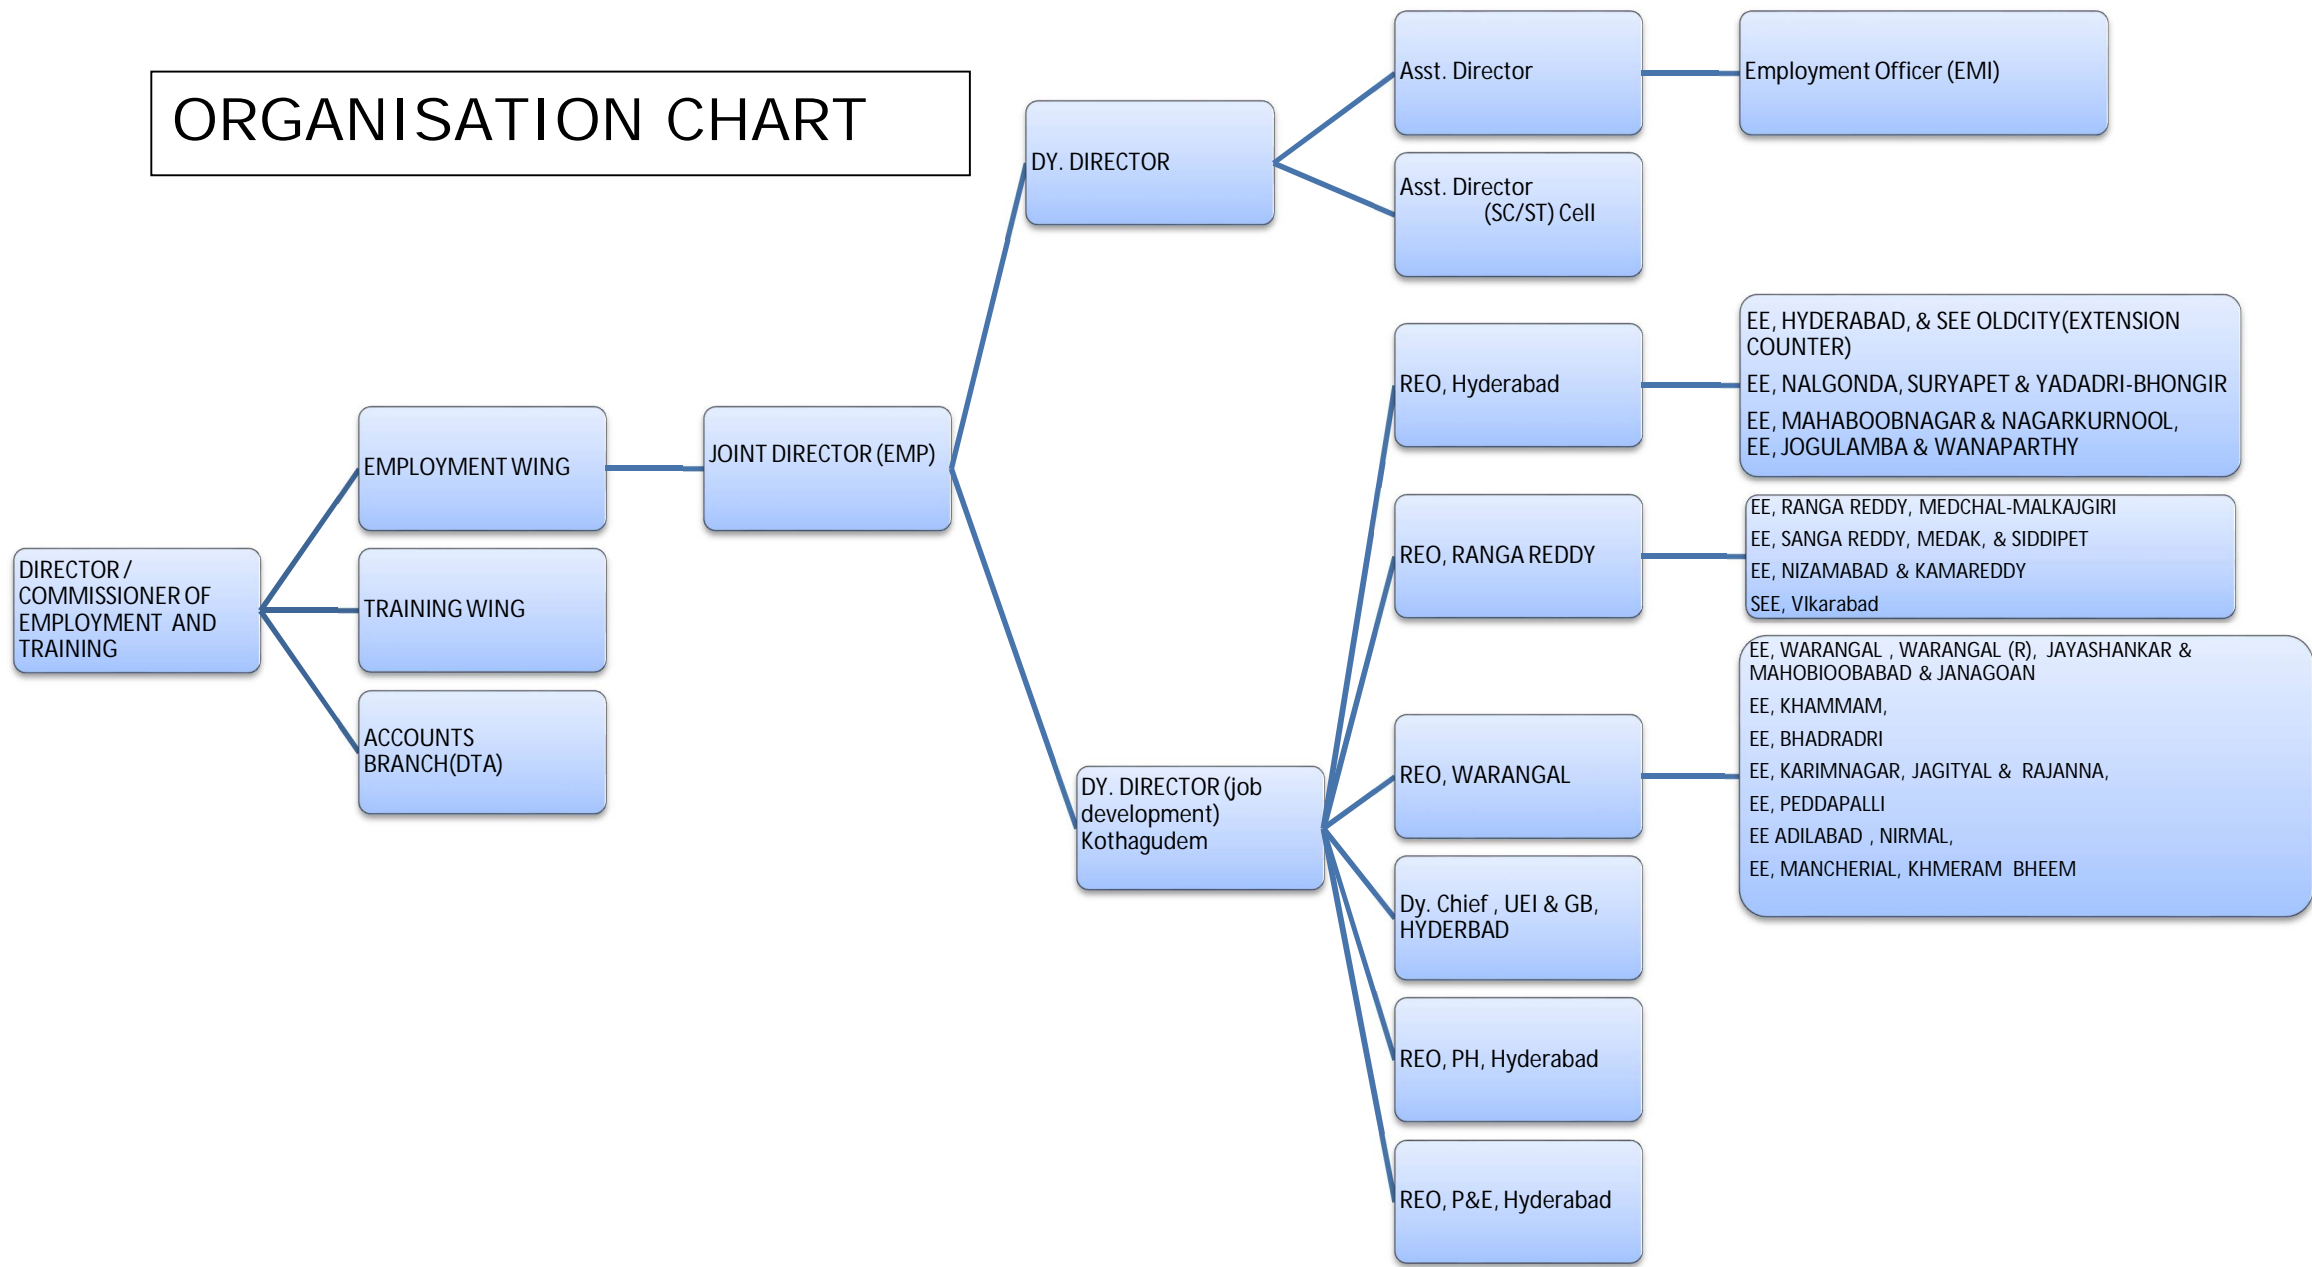 ORGANISATION CHART
DIRECTOR /
COMMISSIONER OF
EMPLOYMENT AND
TRAINING
EMPLOYMENT WING
TRAINING WING
ACCOUNTS
BRANCH(DTA)
JOINT DIRECTOR (EMP)
DY. DIRECTOR
Asst. Director
Employment Officer (EMI)
Asst. Director
(SC/ST) Cell
DY. DIRECTOR (job
development)
Kothagudem
REO, Hyderabad
EE, HYDERABAD, & SEE OLDCITY(EXTENSION
COUNTER)
EE, NALGONDA, SURYAPET & YADADRI-BHONGIR
EE, MAHABOOBNAGAR & NAGARKURNOOL,
EE, JOGULAMBA & WANAPARTHY
REO, RANGA REDDY
EE, RANGA REDDY, MEDCHAL-MALKAJGIRI
EE, SANGA REDDY, MEDAK, & SIDDIPET
EE, NIZAMABAD & KAMAREDDY
SEE, VIkarabad
REO, WARANGAL
EE, WARANGAL , WARANGAL (R), JAYASHANKAR &
MAHOBIOOBABAD & JANAGOAN
EE, KHAMMAM,
EE, BHADRADRI
EE, KARIMNAGAR, JAGITYAL & RAJANNA,
EE, PEDDAPALLI
EE ADILABAD , NIRMAL,
EE, MANCHERIAL, KHMERAM BHEEM
Dy. Chief , UEI & GB,
HYDERBAD
REO, PH, Hyderabad
REO, P&E, Hyderabad